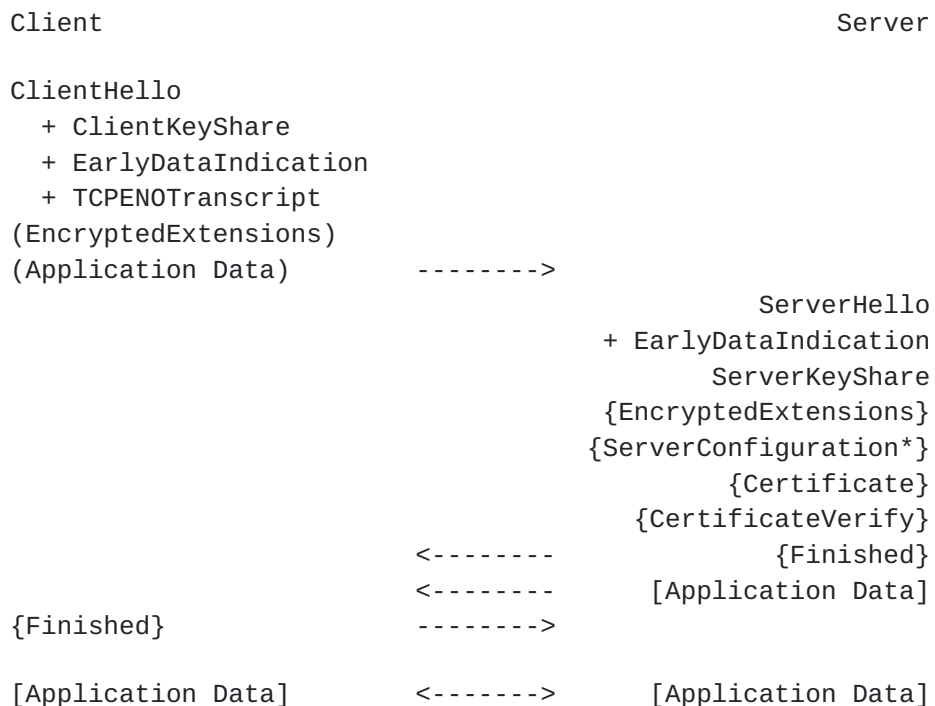 Client                                               Server

ClientHello
  + ClientKeyShare
  + EarlyDataIndication
  + TCPENOTranscript
(EncryptedExtensions)
(Application Data)        -------->
                                                ServerHello
                                      + EarlyDataIndication
                                             ServerKeyShare
                                      {EncryptedExtensions}
                                     {ServerConfiguration*}
                                              {Certificate}
                                        {CertificateVerify}
                          <--------              {Finished}
                          <--------      [Application Data]
{Finished}                -------->

[Application Data]        <------->      [Application Data]